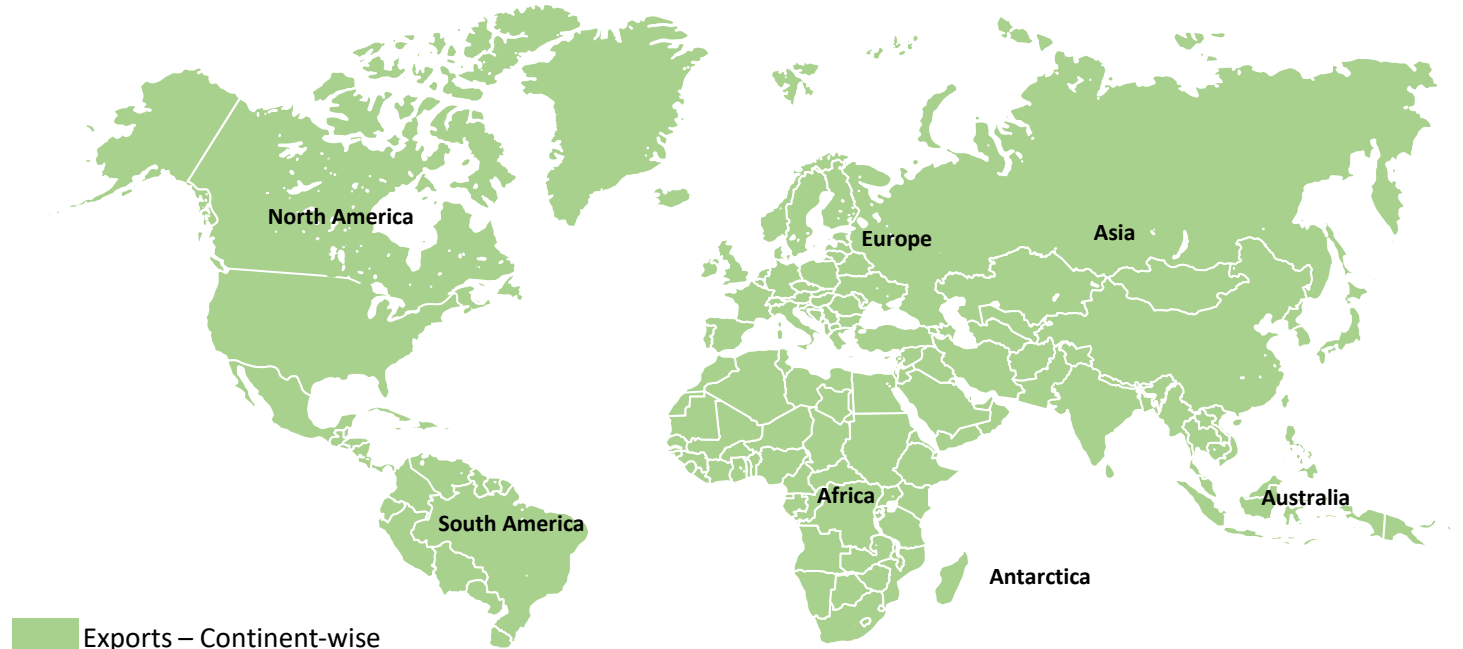 North America
Europe
Asia
Africa
Australia
South America
Antarctica
Exports – Continent-wise